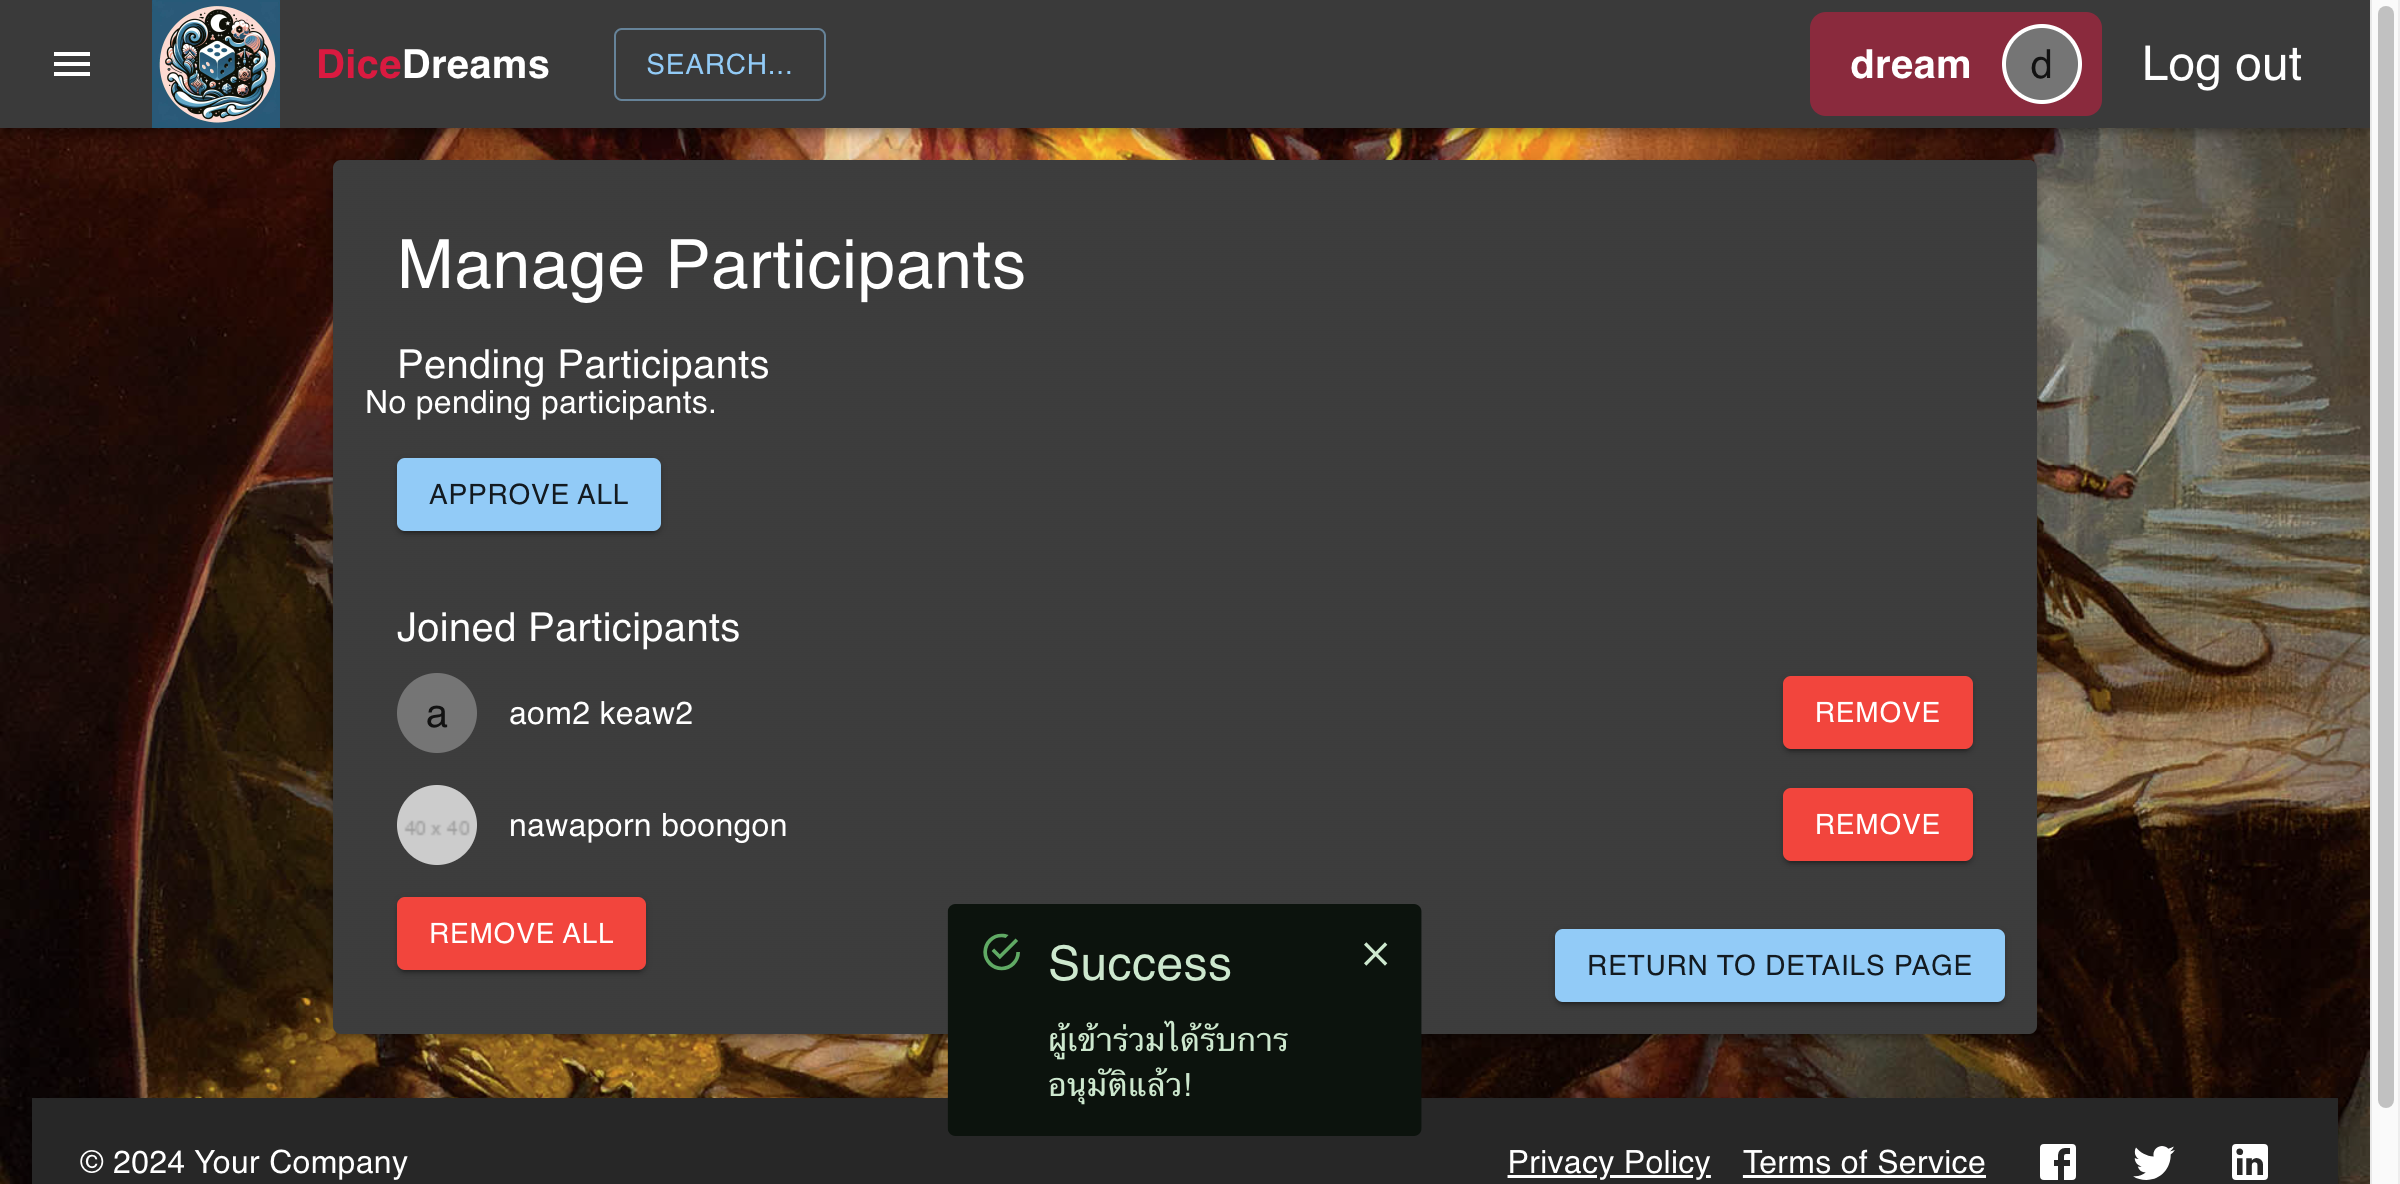 DiceDreams
SEARCH...
dream
d
Log out
Manage Participants
Pending Participants
No pending participants.
APPROVE ALL
Joined Participants
a
aom2 keaw2
REMOVE
40 x 40
nawaporn boongon
REMOVE
REMOVE ALL
Success
ผู้เข้าร่วมได้รับการ
อนุมัติแล้ว!
RETURN TO DETAILS PAGE
© 2024 Your Company
Privacy Policy
Terms of Service